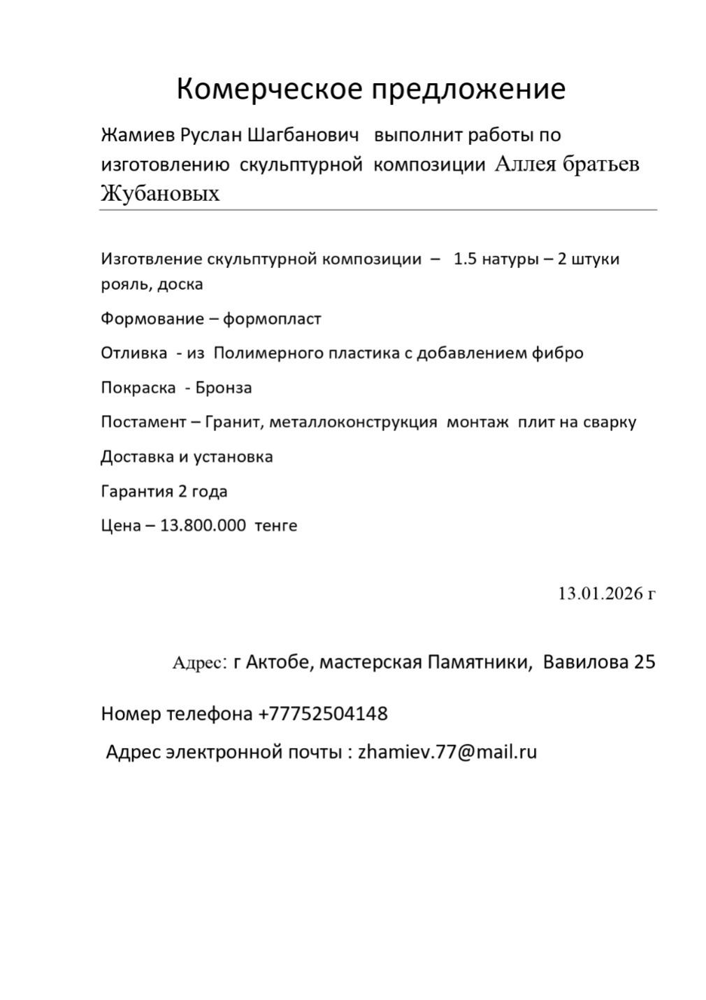 Комерческое предложение
Жамиев Руслан Шагбанович выполнит работы по
изготовлению скульптурной композиции Аллея братьев
Жубановых
Изготвление скульптурной композиции – 1.5 натуры – 2 штуки
рояль, доска
Формование – формопласт
Отливка - из Полимерного пластика с добавлением фибро
Покраска - Бронза
Постамент – Гранит, металлоконструкция монтаж плит на сварку
Доставка и установка
Гарантия 2 года
Цена – 13.800.000 тенге
13.01.2026 г
Адрес: г Актобе, мастерская Памятники, Вавилова 25
Номер телефона +77752504148
Адрес электронной почты : zhamiev.77@mail.ru